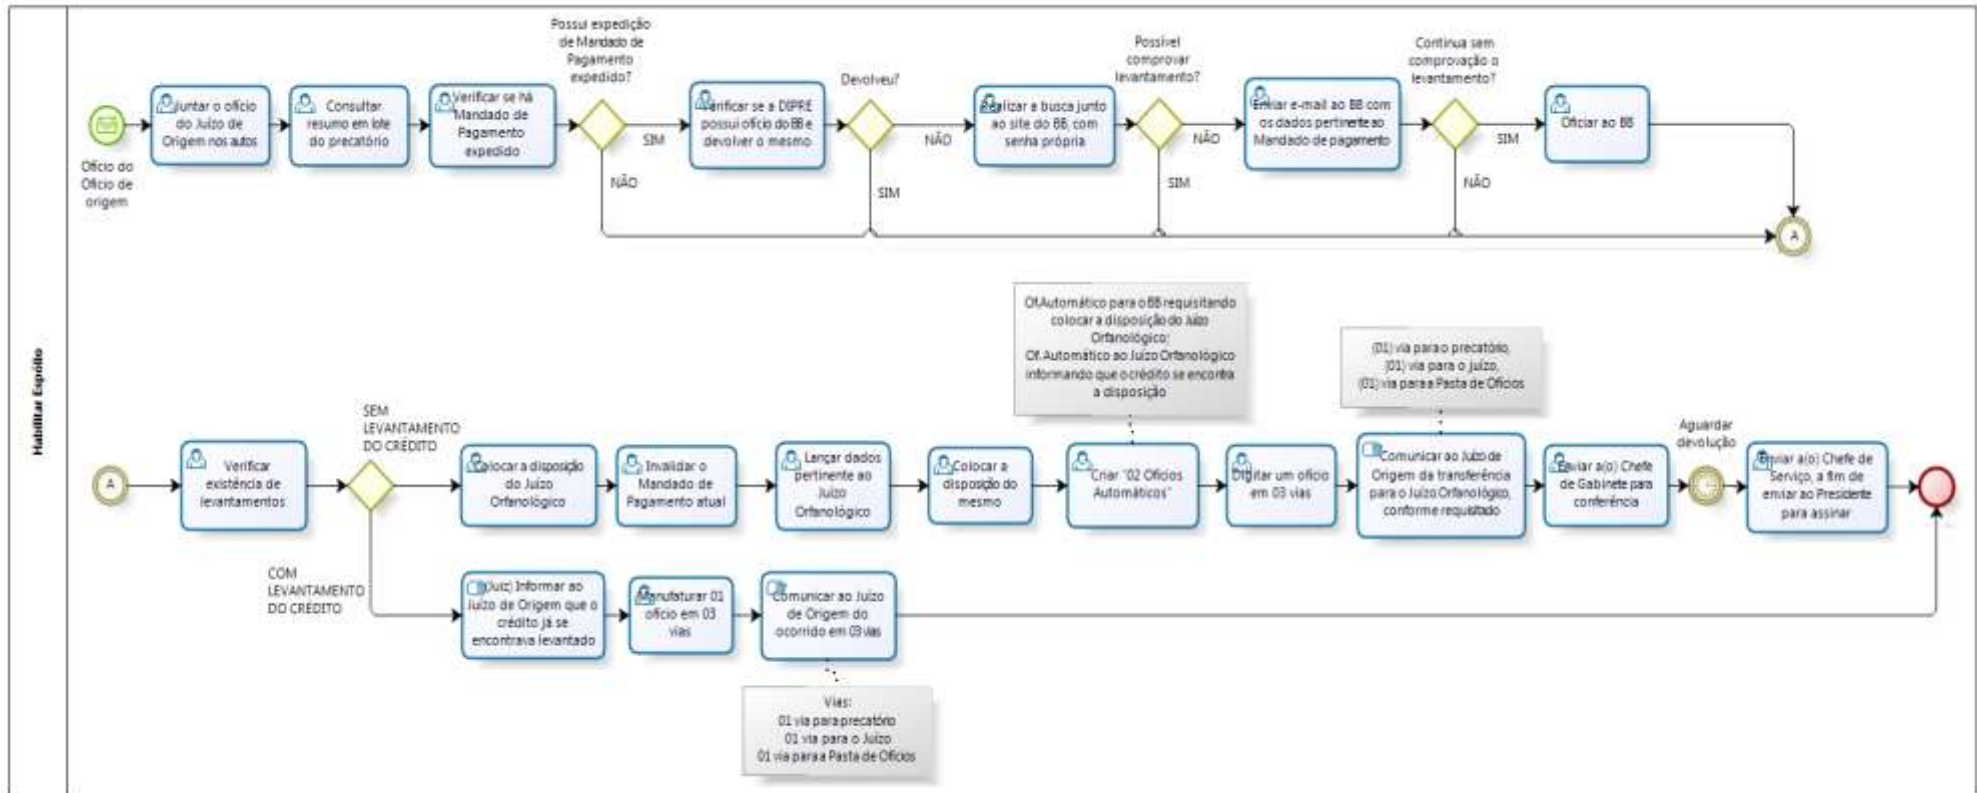 Habilitar Espólio
Ofício do
Ofício de
origem
Juntar o ofício
do Juízo de
Origem nos autos
Consultar
resumo em lote
do precatório
Verificar se há
Mandado de
Pagamento
expedido
Possui expedição
de Mandado de
Pagamento
expedido?
SIM
NÃO
Verificar se a DIPRE
possui ofício do BB e
devolver o mesmo
Devolveu?
NÃO
SIM
Realizar a busca junto
ao site do BB, com
senha própria
Possível
comprovar
levantamento?
NÃO
SIM
Enviar e-mail ao BB com
os dados pertinente ao
Mandado de pagamento
Continua sem
comprovação o
levantamento?
SIM
NÃO
Oficiar ao BB
A
A
Verificar
existência de
levantamentos
SEM
LEVANTAMENTO
DO CRÉDITO
COM
LEVANTAMENTO
DO CRÉDITO
Colocar a disposição
do Juízo
Orfanológico
Invalidar o
Mandado de
Pagamento atual
Lançar dados
pertinente ao
Juízo
Orfanológico
Colocar a
disposição do
mesmo
Of.Automático para o BB requisitando
colocar a disposição do Juízo
Orfanológico;
Of. Automático ao Juízo Orfanológico
informando que o crédito se encontra
a disposição
Criar "02 Ofícios
Automáticos"
Digitar um ofício
em 03 vias
(01) via para o precatório,
(01) via para o juízo,
(01) via para a Pasta de Ofícios
Comunicar ao Juízo de
Origem da transferência
para o Juízo Orfanológico,
conforme requisitado
Enviar a(o) Chefe
de Gabinete para
conferência
Aguardar
devolução
Enviar a(o) Chefe de
Serviço, a fim de
enviar ao Presidente
para assinar
(Juiz) Informar ao
Juízo de Origem que o
crédito já se
encontrava levantado
Manufaturar 01
ofício em 03
vias
Comunicar ao Juízo
de Origem do
ocorrido em 03 vias
Vias:
01 via para precatório
01 via para o Juízo
01 via para a Pasta de Ofícios